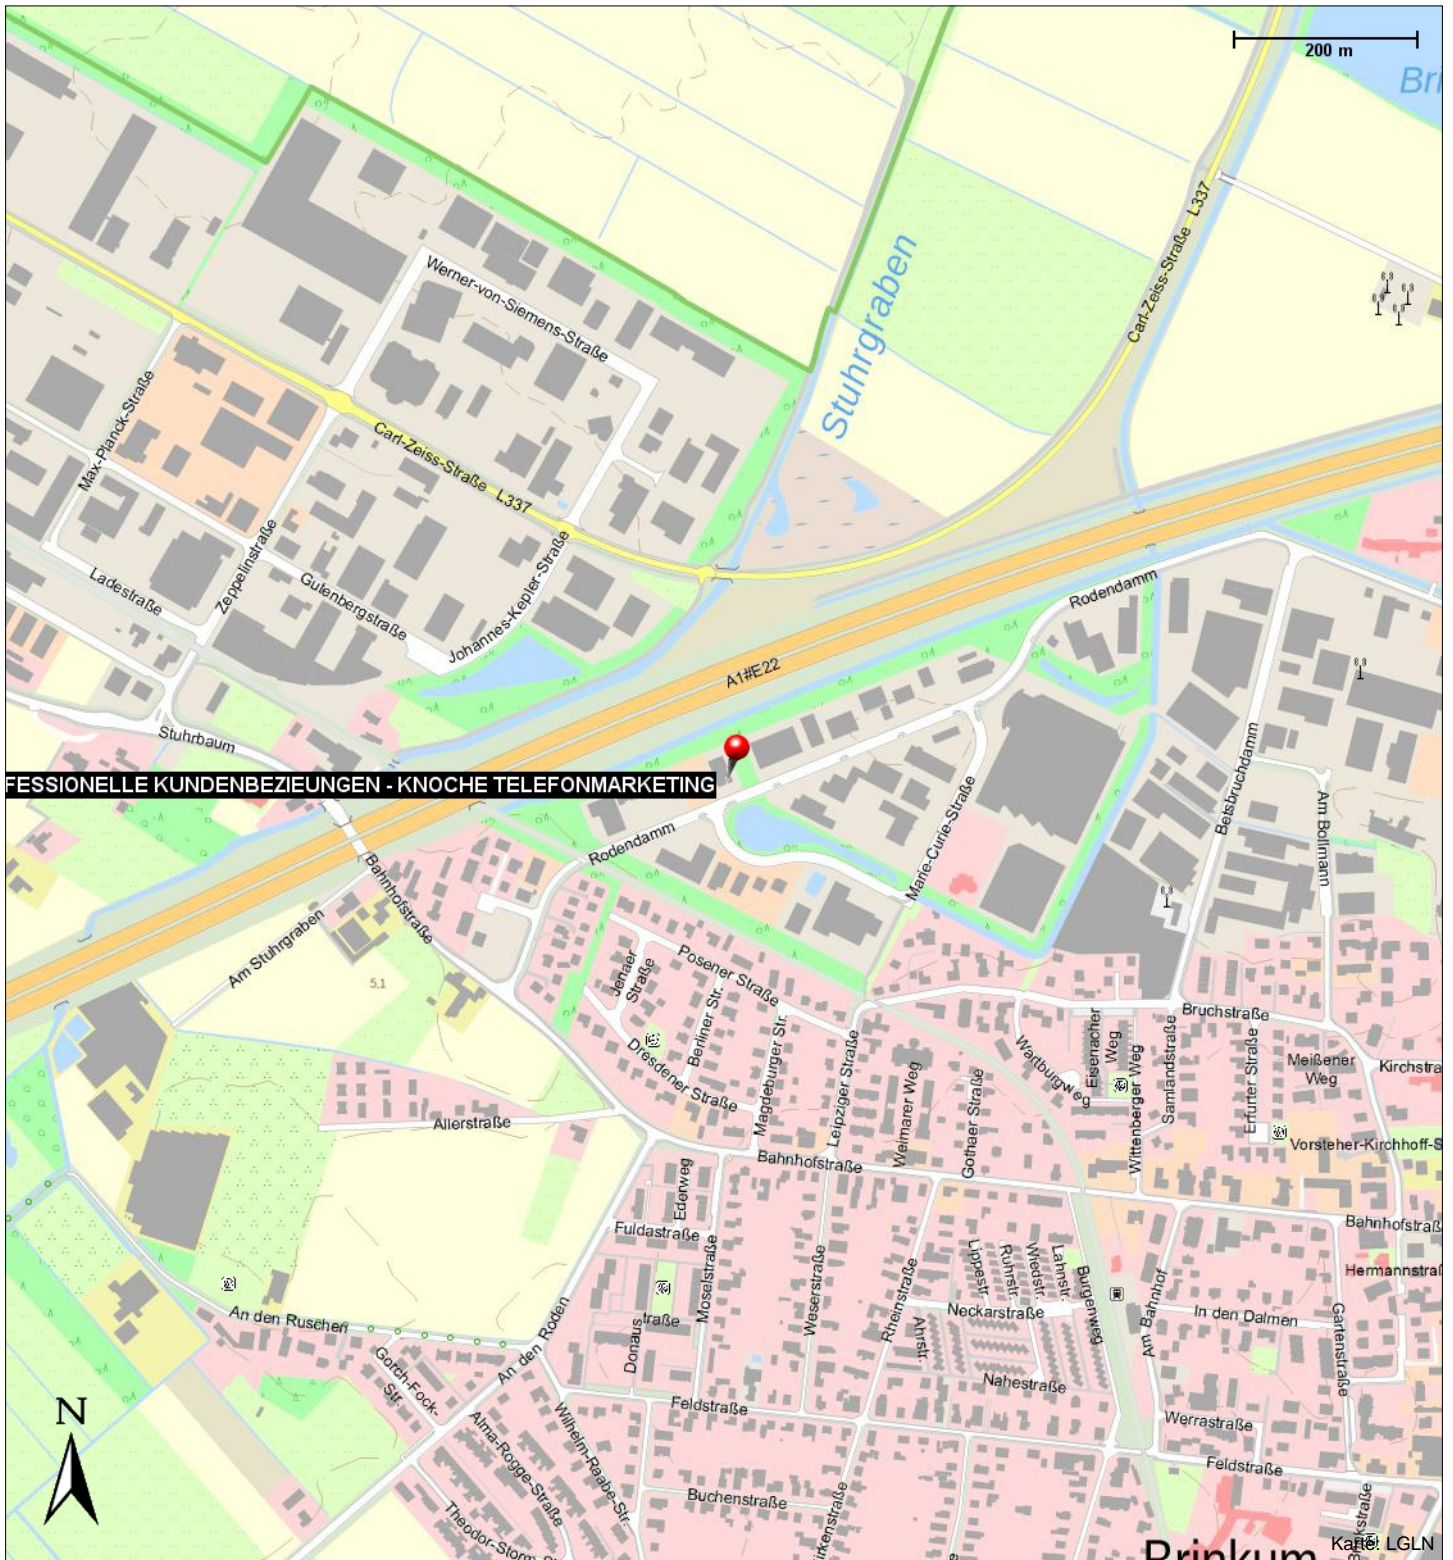 200 m
Bri
Werner-von-Siemens-Straße
Stuhrgraben
Carl-Zeiss-Straße L337
Max-Planck-Straße
Carl-Zeiss-Straße L337
Ladestraße
Zeppelinstraße
Gutenbergstraße
Johannes-Kepler-Straße
Rodendamm
A1#E22
Stuhrbaum
FESSIONELLE KUNDENBEZIEUNGEN - KNOCHE TELEFONMARKETING
Betsbruchdamm
Am Bollmann
Rodendamm
Marie-Curie-Straße
Bahnhofstraße
Am Stuhrgraben
5,1
Jenaer
Straße
Posener Straße
Berliner Str.
Dresdener Straße
Magdeburger Str.
Leipziger Straße
Weimarer Weg
Gothaer Straße
Wartburgweg
Eisenacher
Weg
Wittenberger Weg
Samlandstraße
Bruchstraße
Erfurter Straße
Meißener
Weg
Kirchstra
Vorsteher-Kirchhoff-S
Allerstraße
Bahnhofstraße
Ederweg
Fuldastraße
Moselstraße
Weserstraße
Rheinstraße
Lippestr.
Ruhrstr.
Wiedstr.
Lahnstr.
Burgenweg
Neckarstraße
Ahrstr.
Nahestraße
Am Bahnhof
In den Dalmen
Gartenstraße
Bahnhofstraß
Hermannstraß
An den Ruschen
Gorch-Fock-
Str.
An den Roden
Donaus
traße
Feldstraße
Werrastraße
Feldstraße
N
Alma-Rogge-Straße
Wilhelm-Raabe-Str.
Theodor-Storm-S
Buchenstraße
irkenstraße
Brinkum
Karte: LGLN